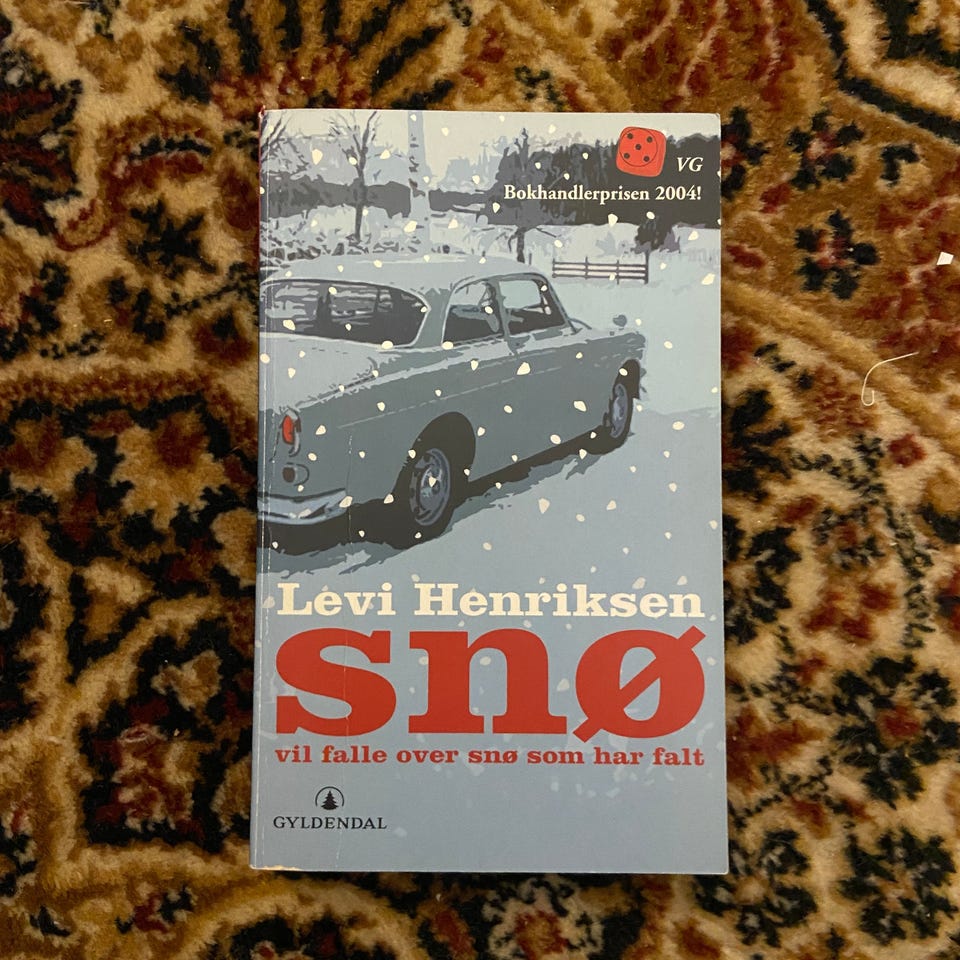 VG
Bokhandlerprisen 2004!
Levi Henriksen
snø
vil falle over snø som har falt
GYLDENDAL